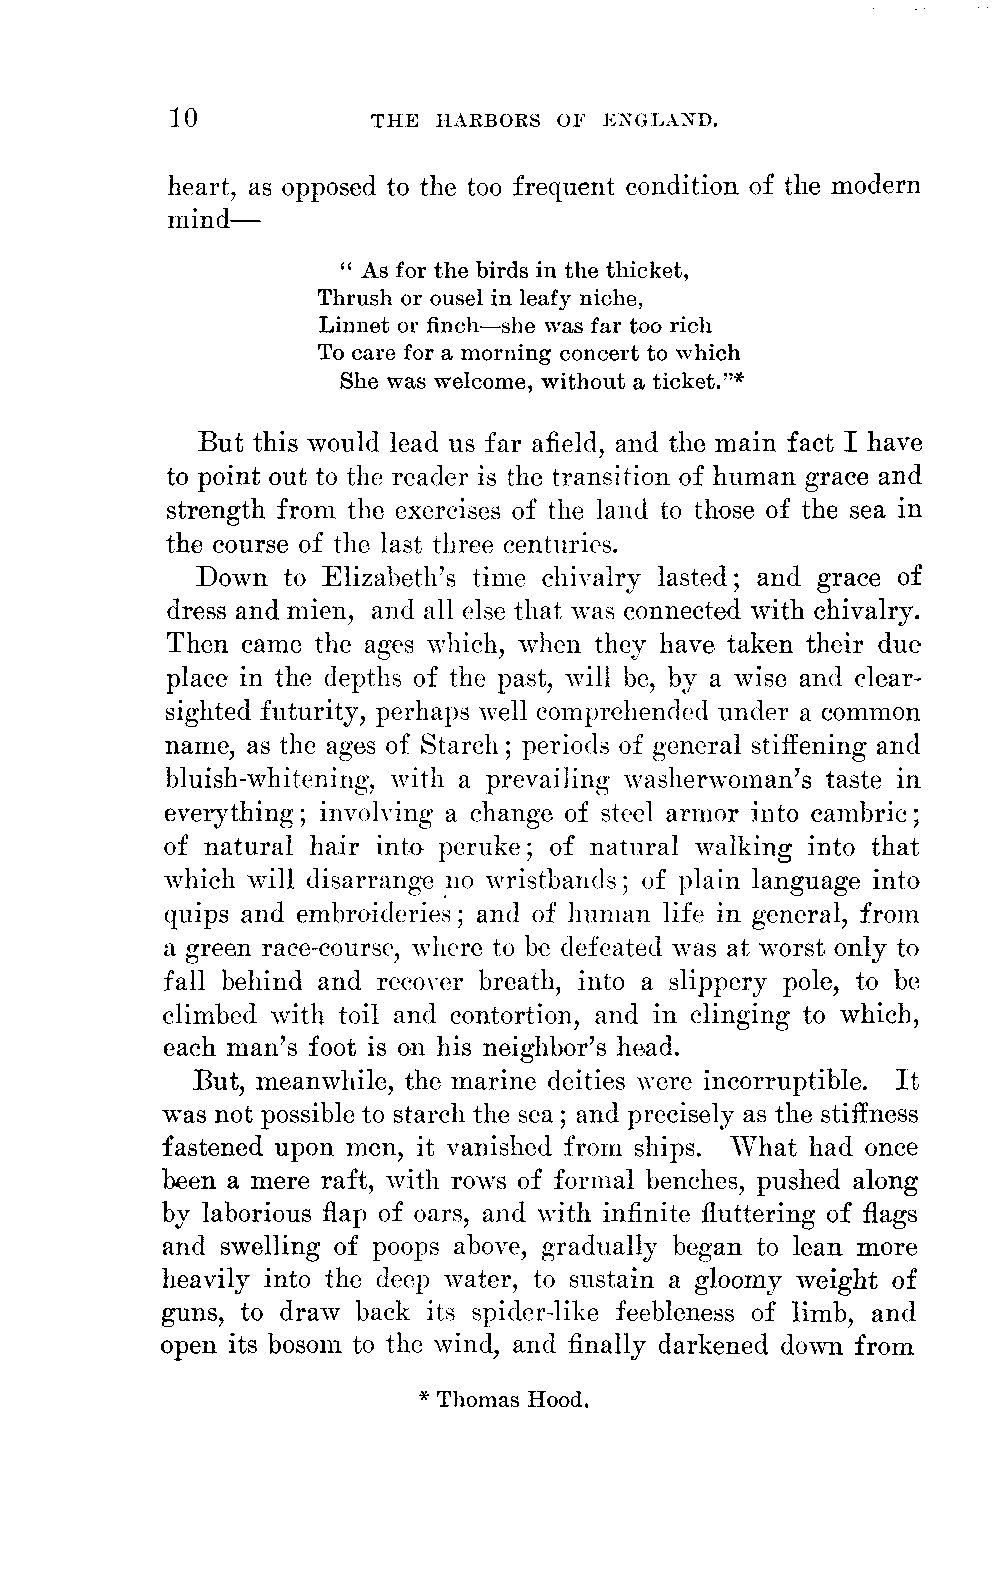 10 THE HARBORS OF ENGLAND.
heart, as opposed to the too frequent condition of the modern
mind—
" As for the birds in the thicket,
Thrush or ousel in leafy niche,
Linnet or finch—she was far too rich
To care for a morning concert to which
She was welcome, without a ticket."*
But this would lead us far afield, and the main fact I have
to point out to the reader is the transition of human grace and
strength from the exercises of the land to those of the sea in
the course of the last three centuries.
Down to Elizabeth's time chivalry lasted; and grace of
dress and mien, and all else that was connected with chivalry.
Then came the ages which, when they have taken their due
place in the depths of the past, will be, by a wise and clear-
sighted futurity, perhaps well comprehended under a common
name, as the ages of Starch; periods of general stiffening and
bluish-whitening, with a prevailing washerwoman's taste in
everything; involving a change of steel armor into cambric;
of natural hair into peruke; of natural walking into that
which will disarrange no wristbands; of plain language into
quips and embroideries; and of human life in general, from
a green race-course, where to be defeated was at worst only to
fall behind and recover breath, into a slippery pole, to be
climbed with toil and contortion, and in clinging to which,
each man's foot is on his neighbor's head.
But, meanwhile, the marine deities were incorruptible. It
was not possible to starch the sea; and precisely as the stiffness
fastened upon men, it vanished from ships. What had once
been a mere raft, with rows of formal benches, pushed along
by laborious flap of oars, and with infinite fluttering of flags
and swelling of poops above, gradually began to lean more
heavily into the deep water, to sustain a gloomy weight of
guns, to draw back its spider-like feebleness of limb, and
open its bosom to the wind, and finally darkened down from
* Thomas Hood.